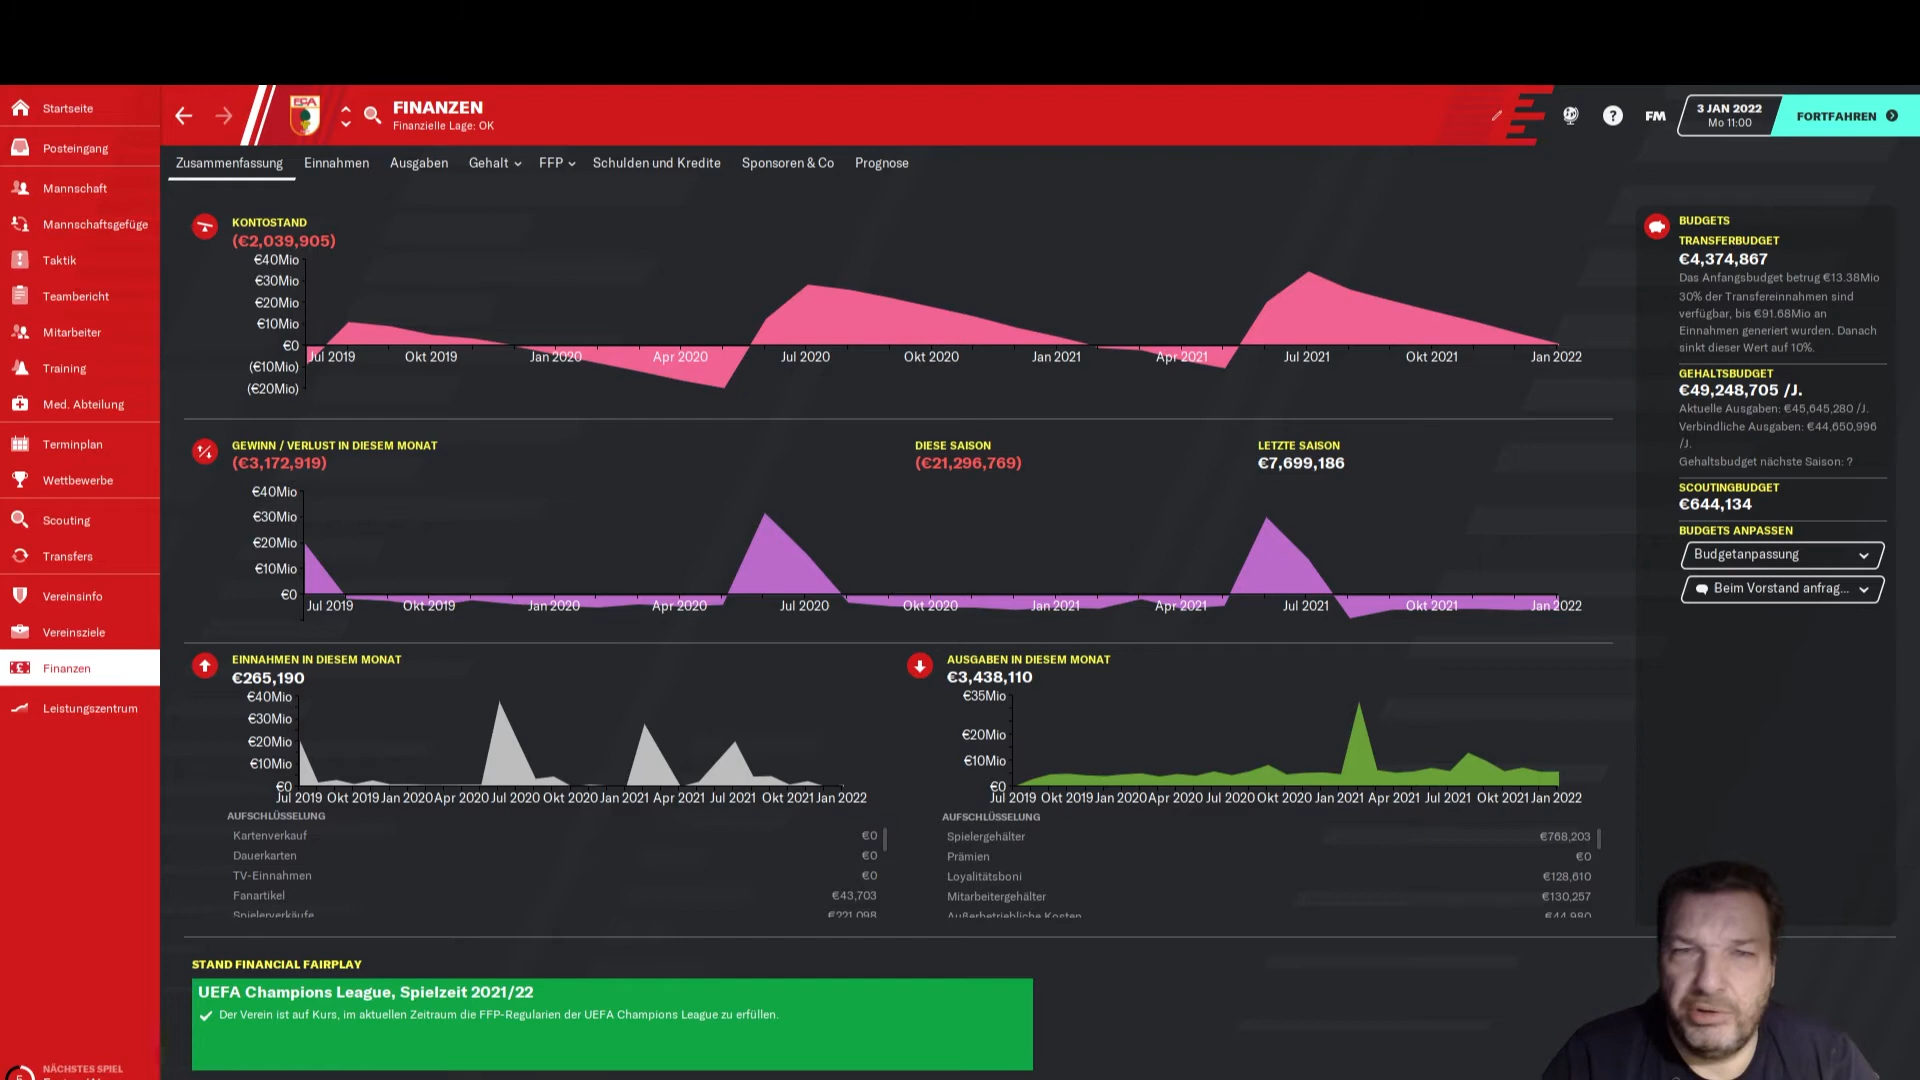 Startseite
Posteingang
Mannschaft
Mannschaftsgefüge
Taktik
Teambericht
Mitarbeiter
Training
Med. Abteilung
Terminplan
Wettbewerbe
Scouting
Transfers
Vereinsinfo
Vereinsziele
Finanzen
Leistungszentrum
NÄCHSTES SPIEL
FCA
FINANZEN
Finanzielle Lage: OK
FM
3 JAN 2022
Mo 11:00
FORTFAHREN
Zusammenfassung Einnahmen Ausgaben Gehalt FFP Schulden und Kredite Sponsoren & Co Prognose
KONTOSTAND
(€2,039,905)
€40Mio
€30Mio
€20Mio
€10Mio
€0
(€10Mio)
(€20Mio)
Jul 2019 Okt 2019 Jan 2020 Apr 2020 Jul 2020 Okt 2020 Jan 2021 Apr 2021 Jul 2021 Okt 2021 Jan 2022
GEWINN / VERLUST IN DIESEM MONAT
(€3,172,919)
DIESE SAISON
(€21,296,769)
LETZTE SAISON
€7,699,186
€40Mio
€30Mio
€20Mio
€10Mio
€0
Jul 2019 Okt 2019 Jan 2020 Apr 2020 Jul 2020 Okt 2020 Jan 2021 Apr 2021 Jul 2021 Okt 2021 Jan 2022
EINNAHMEN IN DIESEM MONAT
€265,190
€40Mio
€30Mio
€20Mio
€10Mio
€0
Jul 2019 Okt 2019 Jan 2020 Apr 2020 Jul 2020 Okt 2020 Jan 2021 Apr 2021 Jul 2021 Okt 2021 Jan 2022
AUFSCHLÜSSELUNG
Kartenverkauf €0
Dauerkarten €0
TV-Einnahmen €0
Fanartikel €43,703
Spielerverkäufe €221,098
AUSGABEN IN DIESEM MONAT
€3,438,110
€35Mio
€20Mio
€10Mio
€0
Jul 2019 Okt 2019 Jan 2020 Apr 2020 Jul 2020 Okt 2020 Jan 2021 Apr 2021 Jul 2021 Okt 2021 Jan 2022
AUFSCHLÜSSELUNG
Spielergehälter €768,203
Prämien €0
Loyalitätsboni €128,610
Mitarbeitergehälter €130,257
Außerbetriebliche Kosten €44,980
STAND FINANCIAL FAIRPLAY
UEFA Champions League, Spielzeit 2021/22
Der Verein ist auf Kurs, im aktuellen Zeitraum die FFP-Regularien der UEFA Champions League zu erfüllen.
BUDGETS
TRANSFERBUDGET
€4,374,867
Das Anfangsbudget betrug €13.38Mio
30% der Transfereinnahmen sind
verfügbar, bis €91.68Mio an
Einnahmen generiert wurden. Danach
sinkt dieser Wert auf 10%.
GEHALTSBUDGET
€49,248,705 /J.
Aktuelle Ausgaben: €45,645,280 /J.
Verbindliche Ausgaben: €44,650,996
/J.
Gehaltsbudget nächste Saison: ?
SCOUTINGBUDGET
€644,134
BUDGETS ANPASSEN
Budgetanpassung
Beim Vorstand anfrag...